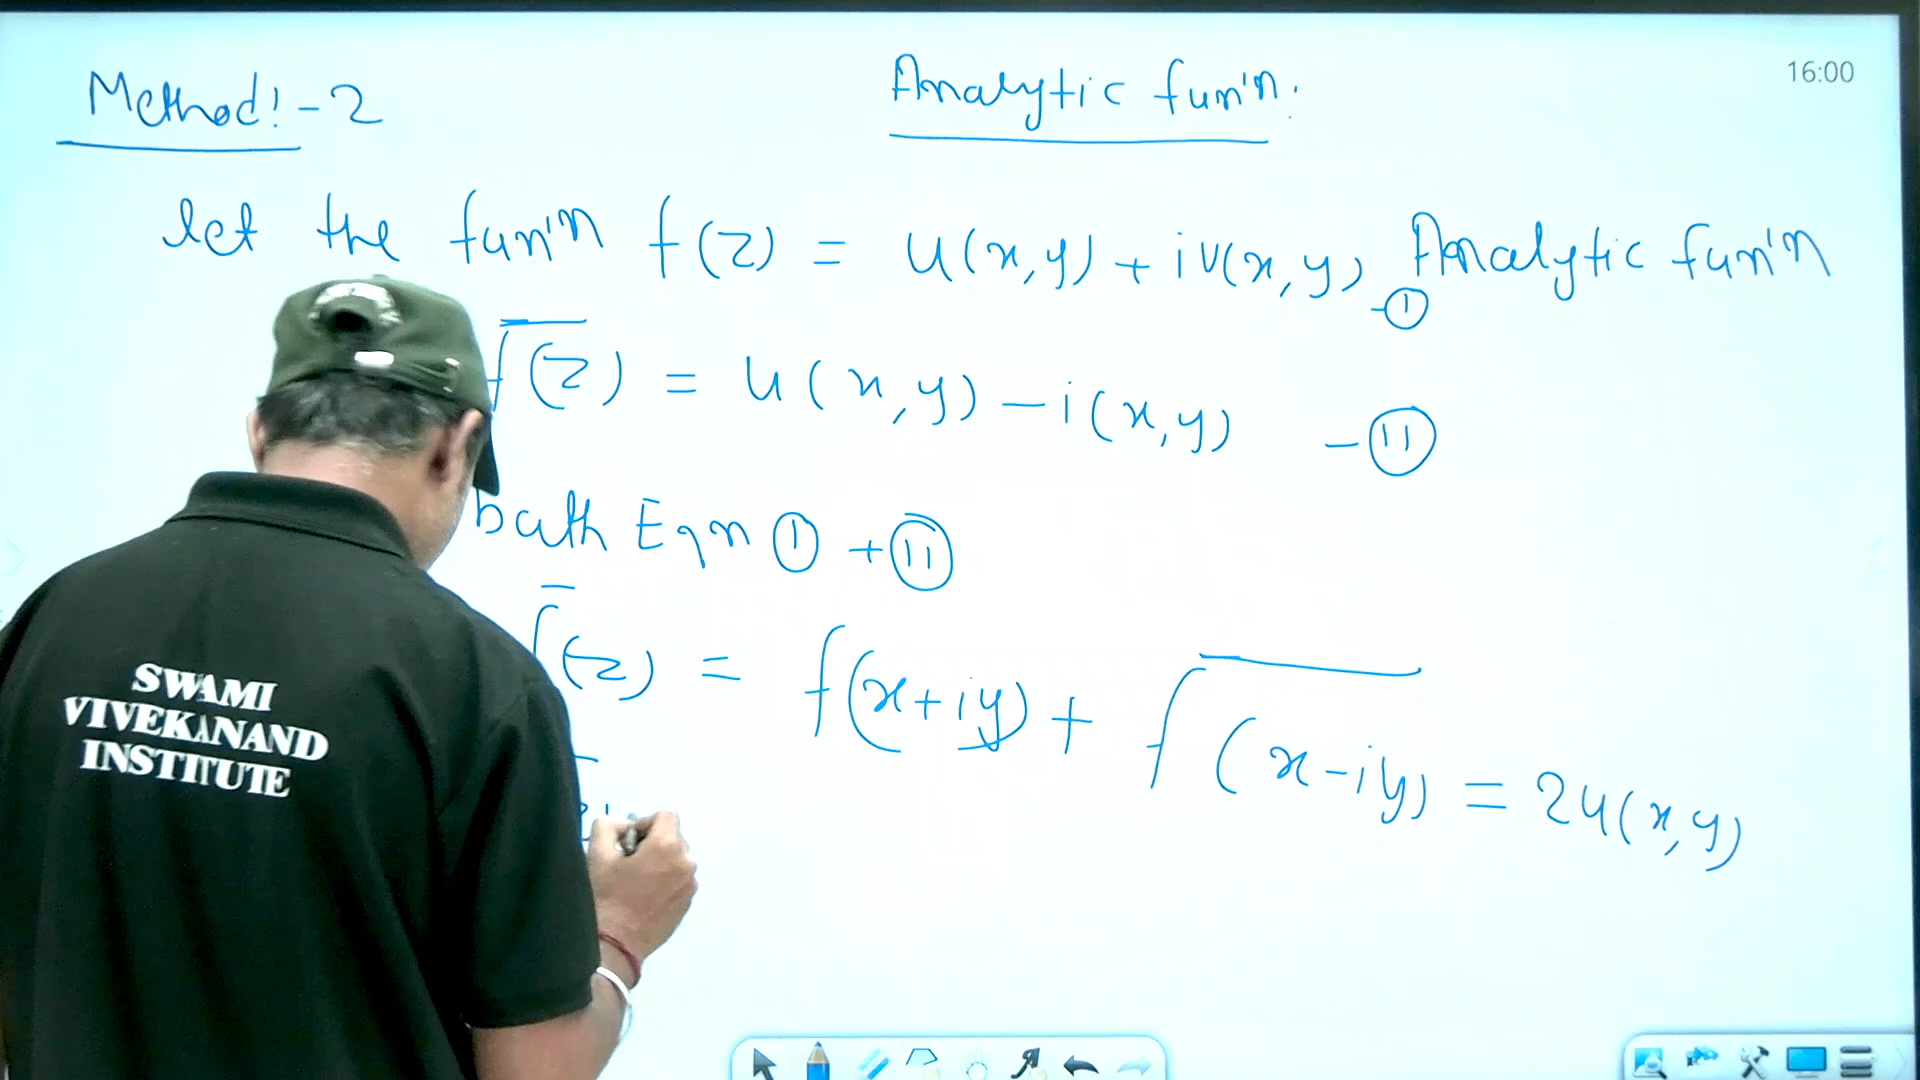 Method:-2
Analytic fun'n.
16:00
let the fun'n f(z) = u(x,y) + iv(x,y) Analytic fun'n
-①
f(z) = u(x,y) - i(x,y) -⑪
bath Eqn ① + ⑪
f(z) = f(x+iy) + f(x-iy) = 2u(x,y)
SWAMI
VIVEKANAND
INSTITUTE